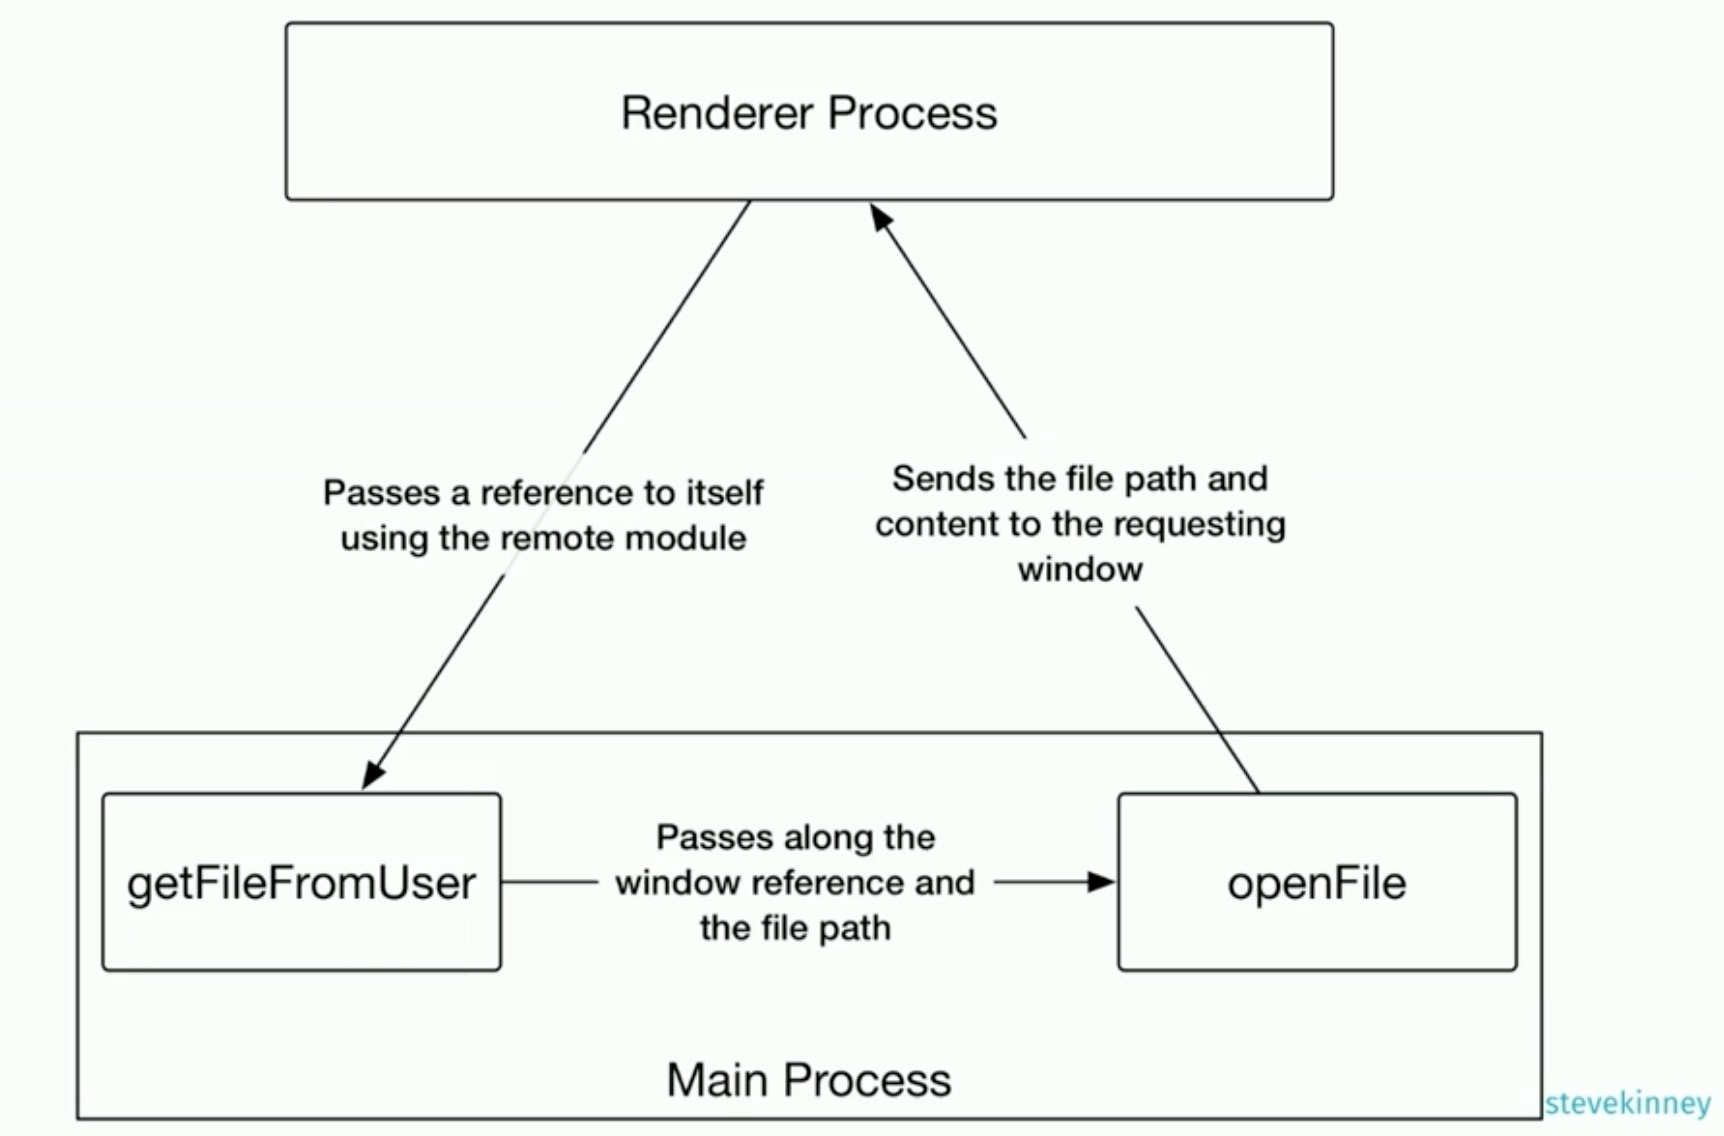 Renderer Process
Passes a reference to itself
using the remote module
Sends the file path and
content to the requesting
window
getFileFromUser
Passes along the
window reference and
the file path
openFile
Main Process
stevekinney